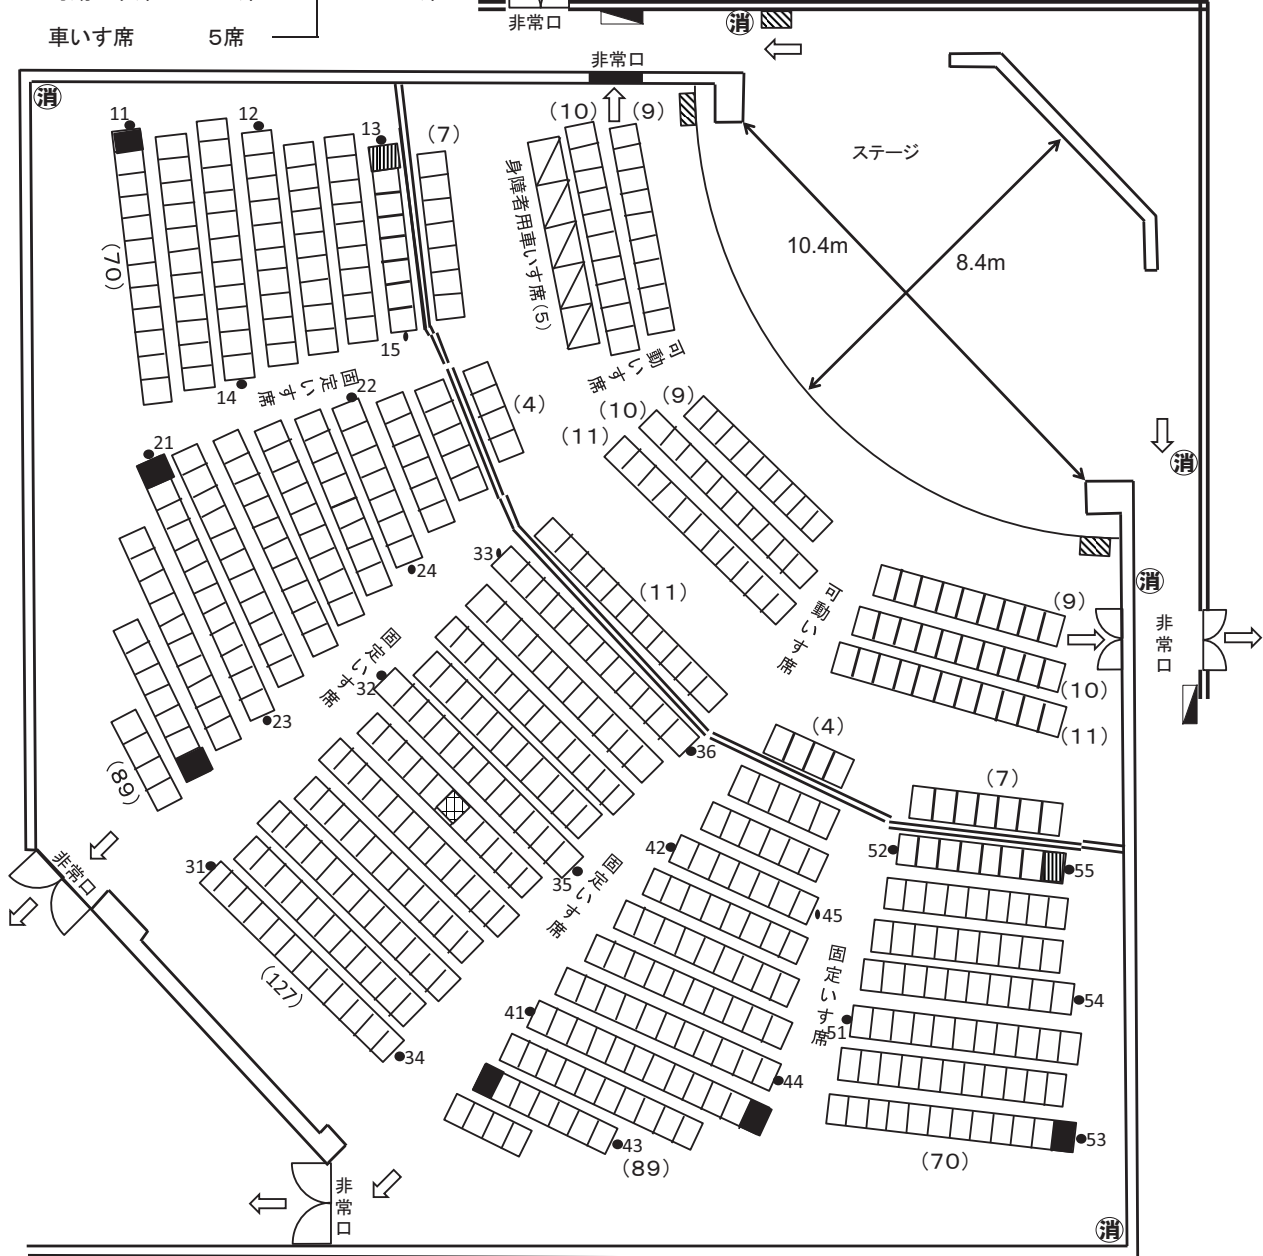 車いす席 5席
非常口
消
非常口
消
11
12
13
(7)
(10)
(9)
ステージ
身障者用車いす席(5)
(70)
10.4m
8.4m
15
可動いす席
14
固定いす席
22
(4)
(9)
(10)
(11)
21
消
33
24
(11)
可動いす席
(9)
消
非常口
固定いす席
32
(10)
(11)
23
36
(4)
(89)
(7)
52
55
42
非常口
31
35
固定いす席
45
固定いす席
(127)
54
41
51
34
44
43
53
(89)
(70)
非常口
消